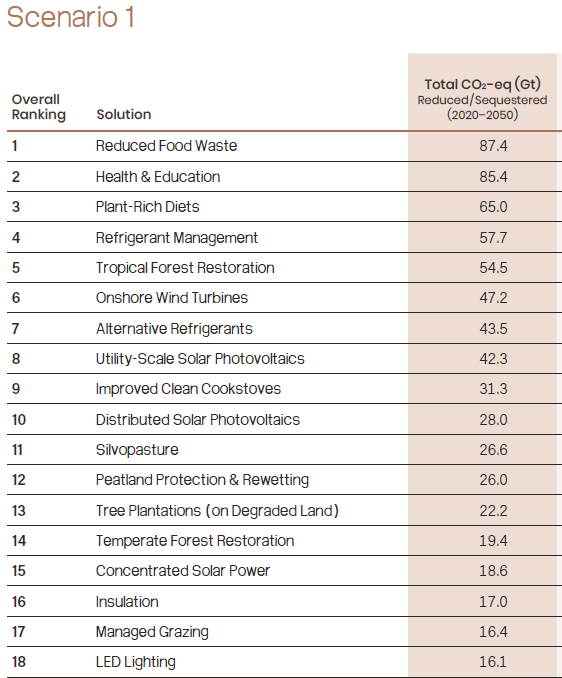 Scenario 1
Overall Ranking Solution Total CO₂-eq (Gt) Reduced/Sequestered (2020–2050)
1 Reduced Food Waste 87.4
2 Health & Education 85.4
3 Plant-Rich Diets 65.0
4 Refrigerant Management 57.7
5 Tropical Forest Restoration 54.5
6 Onshore Wind Turbines 47.2
7 Alternative Refrigerants 43.5
8 Utility-Scale Solar Photovoltaics 42.3
9 Improved Clean Cookstoves 31.3
10 Distributed Solar Photovoltaics 28.0
11 Silvopasture 26.6
12 Peatland Protection & Rewetting 26.0
13 Tree Plantations (on Degraded Land) 22.2
14 Temperate Forest Restoration 19.4
15 Concentrated Solar Power 18.6
16 Insulation 17.0
17 Managed Grazing 16.4
18 LED Lighting 16.1